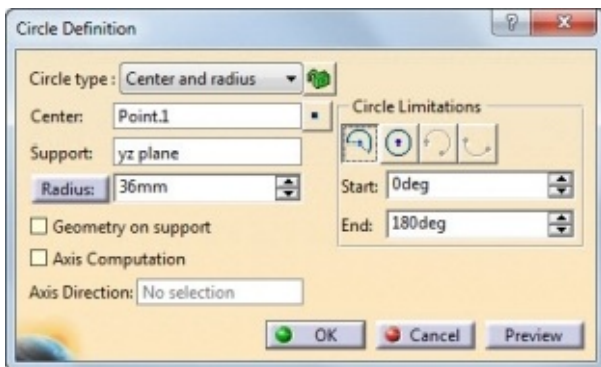 Circle Definition
?
Circle type : Center and radius
Center: Point.1
Support: yz plane
Radius: 36mm
Geometry on support
Axis Computation
Axis Direction: No selection
Circle Limitations
Start: 0deg
End: 180deg
OK Cancel Preview